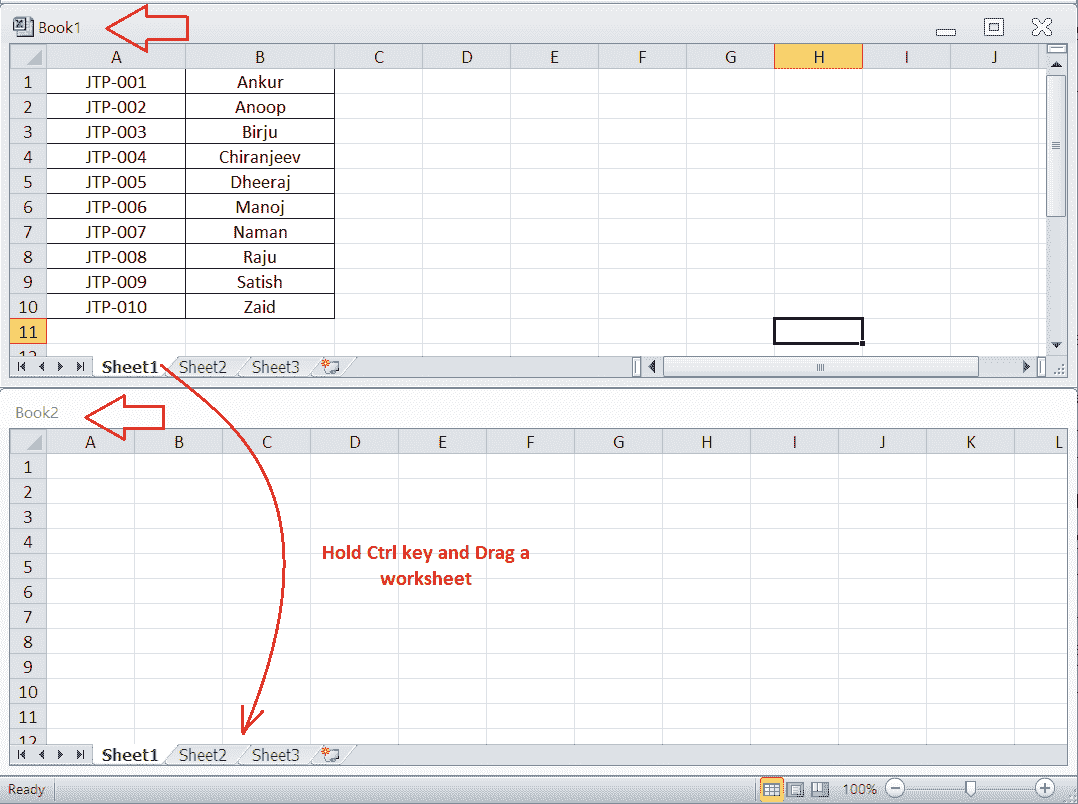 Book1
A B C D E F G H I J
1 JTP-001 Ankur
2 JTP-002 Anoop
3 JTP-003 Birju
4 JTP-004 Chiranjeev
5 JTP-005 Dheeraj
6 JTP-006 Manoj
7 JTP-007 Naman
8 JTP-008 Raju
9 JTP-009 Satish
10 JTP-010 Zaid
11
12
Sheet1 Sheet2 Sheet3
Book2
A B C D E F G H I J K L
1
2
3
4
Hold Ctrl key and Drag a
5
worksheet
6
7
8
9
10
11
12
Sheet1 Sheet2 Sheet3
Ready 100%